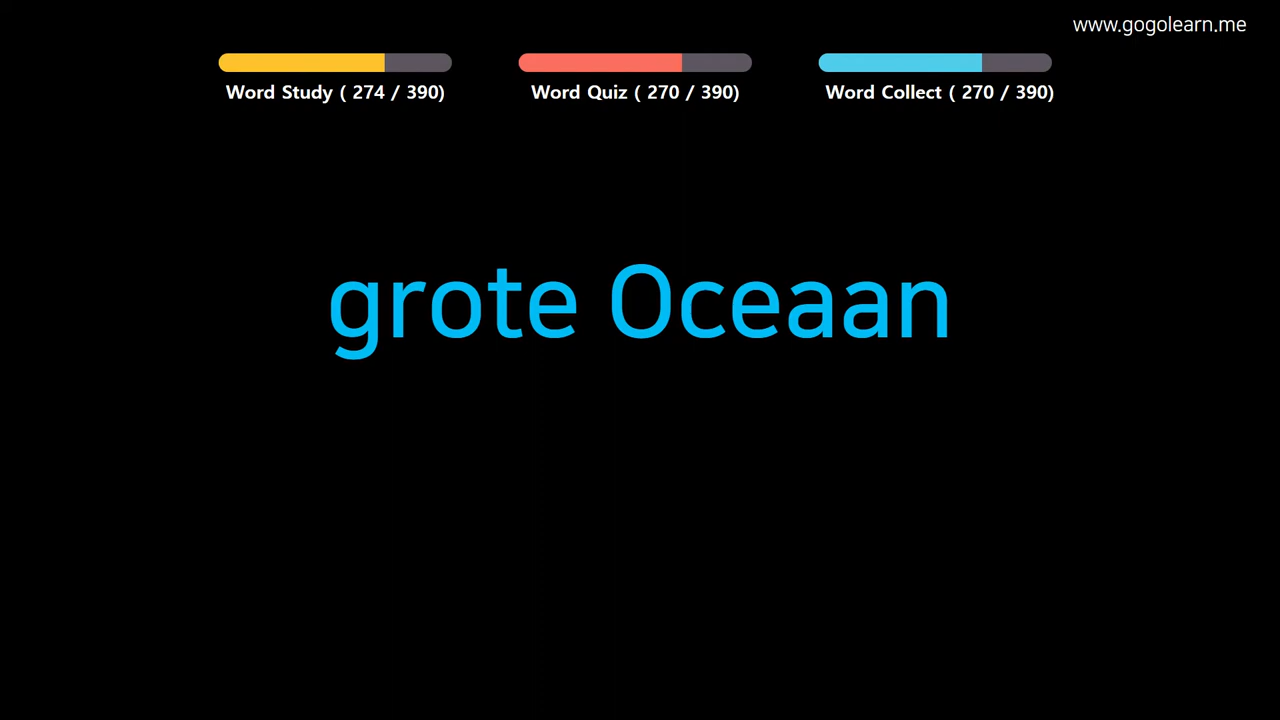 www.gogolearn.me
Word Study ( 274 / 390)
Word Quiz ( 270 / 390)
Word Collect ( 270 / 390)
grote Oceaan